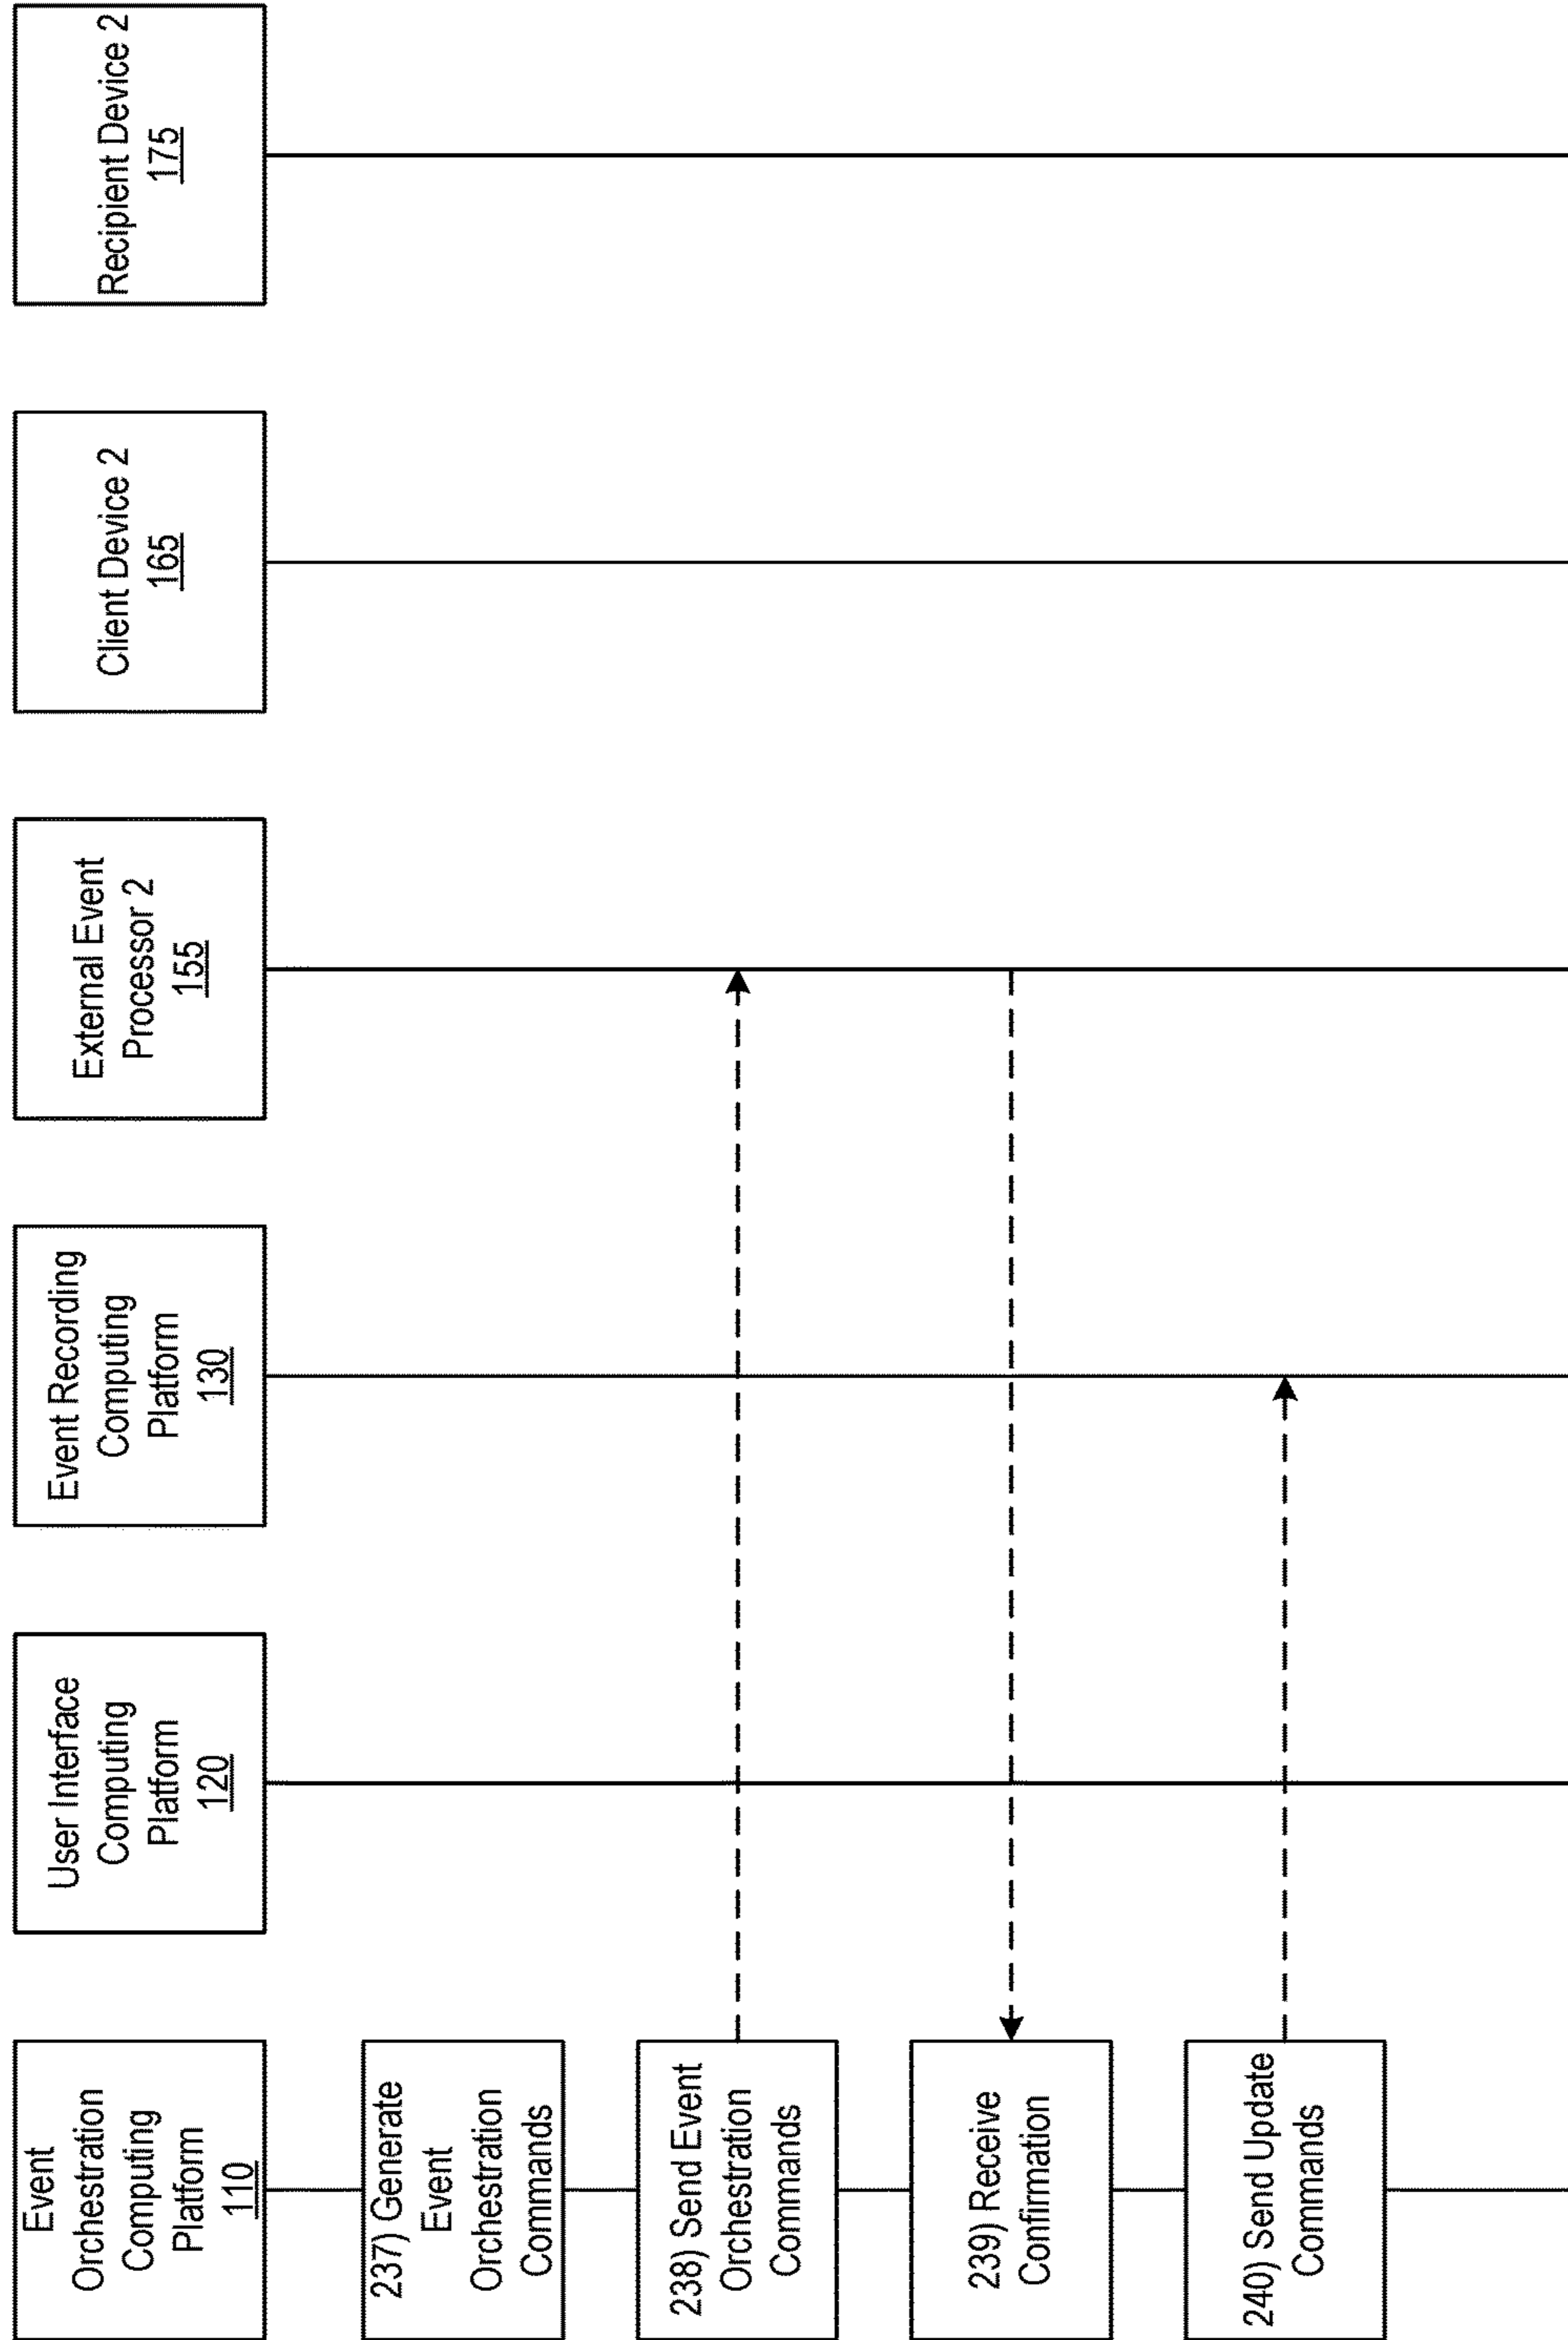 Event
Orchestration
Computing
Platform
110
User Interface
Computing
Platform
120
Event Recording
Computing
Platform
130
External Event
Processor 2
155
Client Device 2
165
Recipient Device 2
175
237) Generate
Event
Orchestration
Commands
238) Send Event
Orchestration
Commands
239) Receive
Confirmation
240) Send Update
Commands